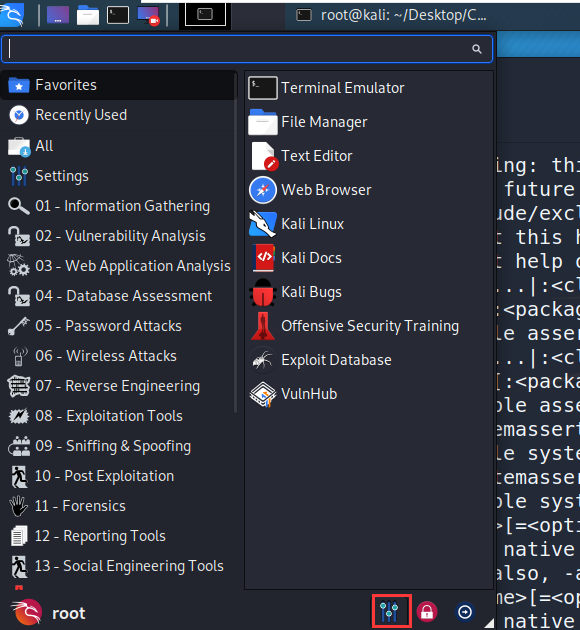 root@kali: ~/Desktop/C...
Favorites
Recently Used
All
Settings
01 - Information Gathering
02 - Vulnerability Analysis
03 - Web Application Analysis
04 - Database Assessment
05 - Password Attacks
06 - Wireless Attacks
07 - Reverse Engineering
08 - Exploitation Tools
09 - Sniffing & Spoofing
10 - Post Exploitation
11 - Forensics
12 - Reporting Tools
13 - Social Engineering Tools
root
Terminal Emulator
File Manager
Text Editor
Web Browser
Kali Linux
Kali Docs
Kali Bugs
Offensive Security Training
Exploit Database
VulnHub
ing: thi
future
ude/excl
t this h
t help o
...|:<cl
:<packag
le asser
...|:<cl
[:<packa
ble asse
emassert
le syste
temasser
ble syst
>[=<opti
native
also, -a
me>[=<op
native